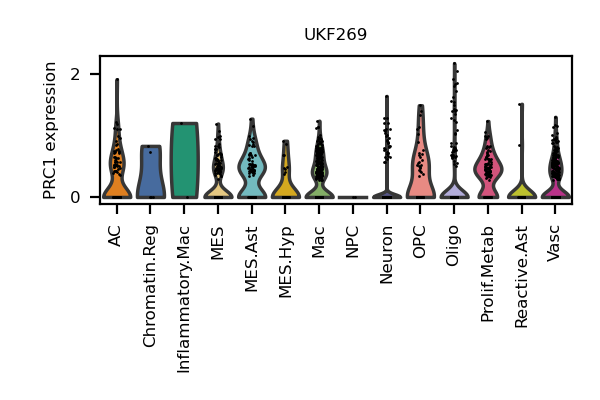 UKF269
PRC1 expression
2
0
AC
Chromatin.Reg
Inflammatory.Mac
MES
MES.Ast
MES.Hyp
Mac
NPC
Neuron
OPC
Oligo
Prolif.Metab
Reactive.Ast
Vasc